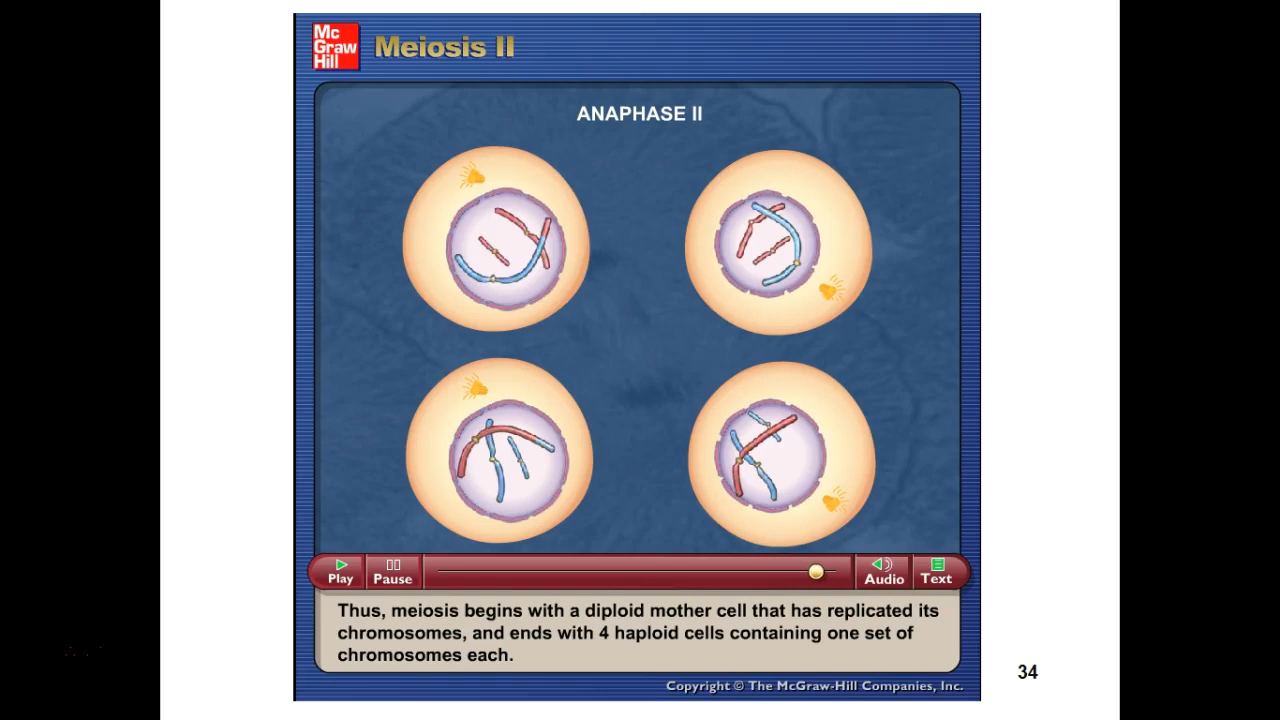 Mc
Graw
Hill
Meiosis II
ANAPHASE II
Play
Pause
Audio
Text
Thus, meiosis begins with a diploid mother cell that has replicated its
chromosomes, and ends with 4 haploid cells containing one set of
chromosomes each.
Copyright © The McGraw-Hill Companies, Inc.
34